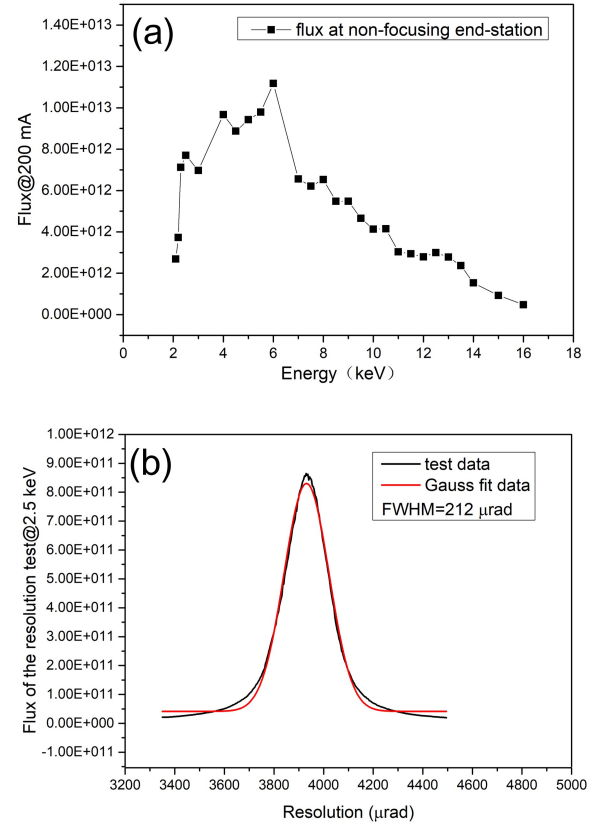 (a)
flux at non-focusing end-station
Flux@200 mA
1.40E+013
1.20E+013
1.00E+013
8.00E+012
6.00E+012
4.00E+012
2.00E+012
0.00E+000
0 2 4 6 8 10 12 14 16 18
Energy（keV）
(b)
test data
Gauss fit data
FWHM=212 μrad
Flux of the resolution test@2.5 keV
1.00E+012
9.00E+011
8.00E+011
7.00E+011
6.00E+011
5.00E+011
4.00E+011
3.00E+011
2.00E+011
1.00E+011
0.00E+000
-1.00E+011
3200 3400 3600 3800 4000 4200 4400 4600 4800 5000
Resolution (μrad)